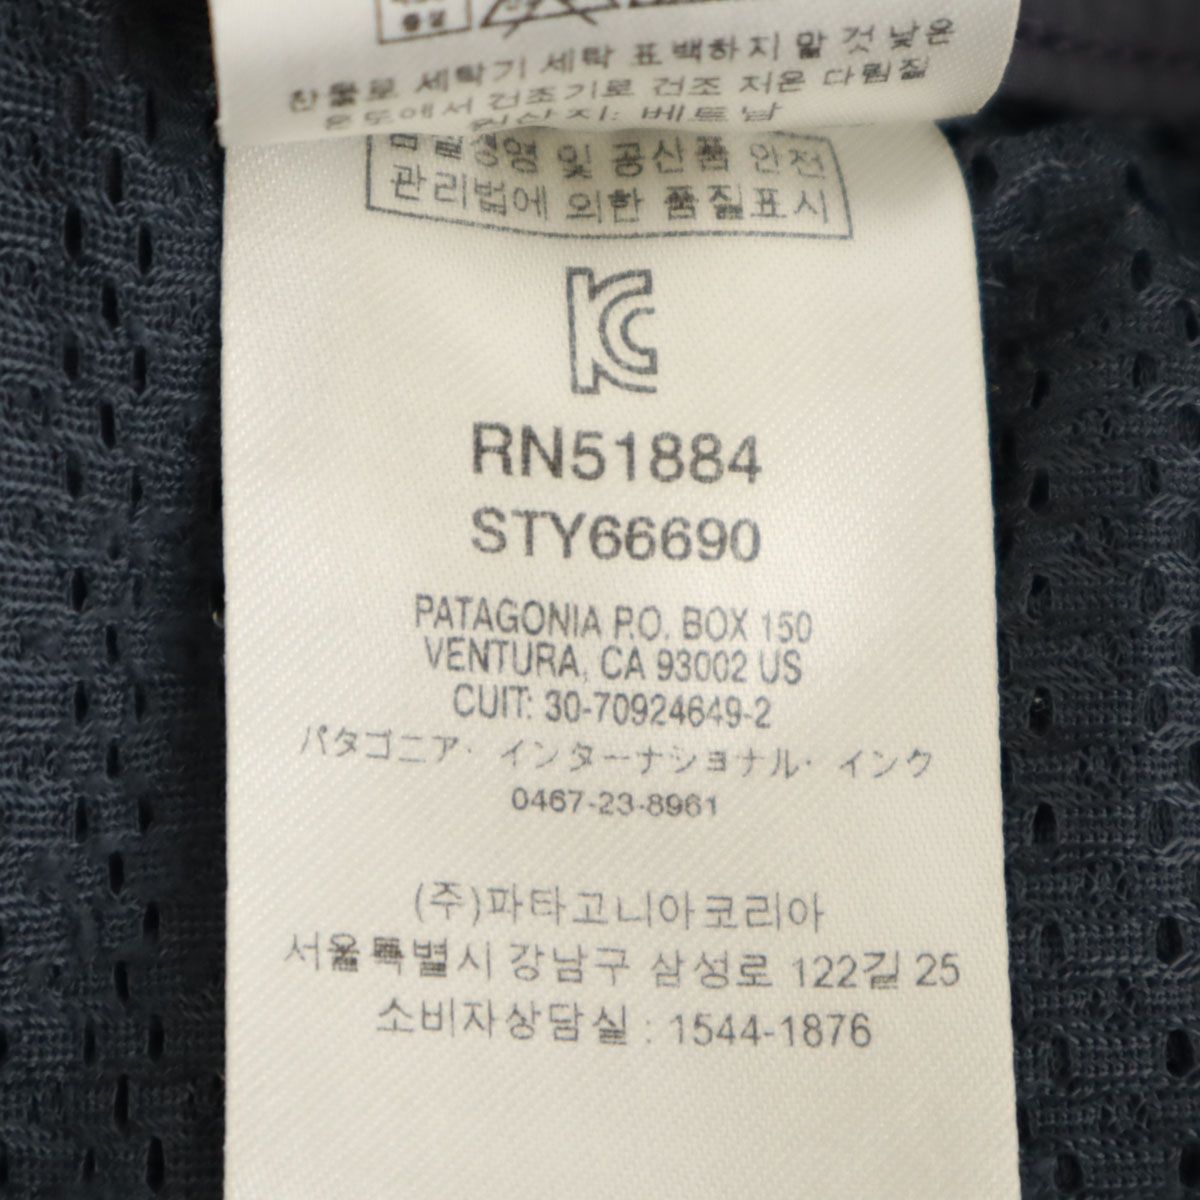 찬물로 세탁기 세탁 표백하지 말 것 낮은
온도에서 건조기로 건조 저온 다림질
원산지: 베트남
및 공산품 안전
관리법에 의한 품질표시
KC
RN51884
STY66690
PATAGONIA P.O. BOX 150
VENTURA, CA 93002 US
CUIT: 30-70924649-2
パタゴニア・インターナショナル・インク
0467-23-8961
(주)파타고니아코리아
서울특별시 강남구 삼성로 122길 25
소비자상담실 : 1544-1876